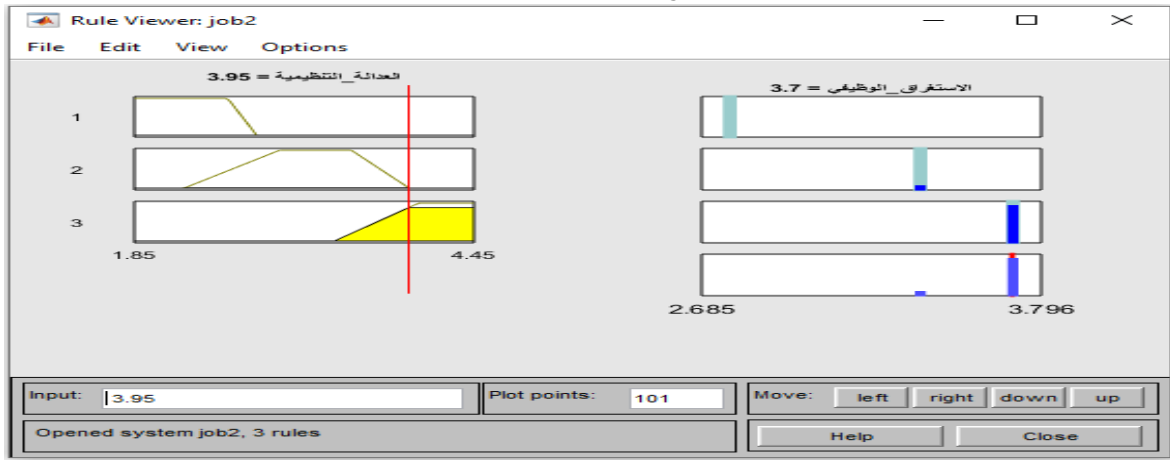 Rule Viewer: job2
File Edit View Options
العدالة_التنظيمية = 3.95
الاستغراق_الوظيفي = 3.7
1
2
3
1.85 4.45
2.685 3.796
Input: 3.95
Plot points: 101
Move: left right down up
Opened system job2, 3 rules
Help Close